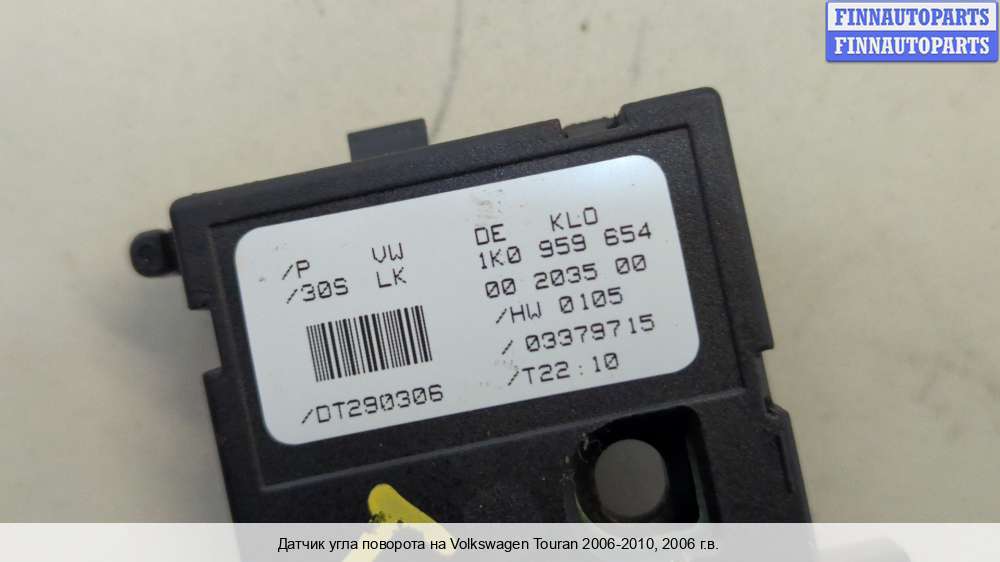 FINNAUTOPARTS
FINNAUTOPARTS
/P VW DE KLO
/30S LK 1K0 959 654
00 2035 00
/HW 0105
/ 03379715
/DT290306 /T22:10
Датчик угла поворота на Volkswagen Touran 2006-2010, 2006 г.в.